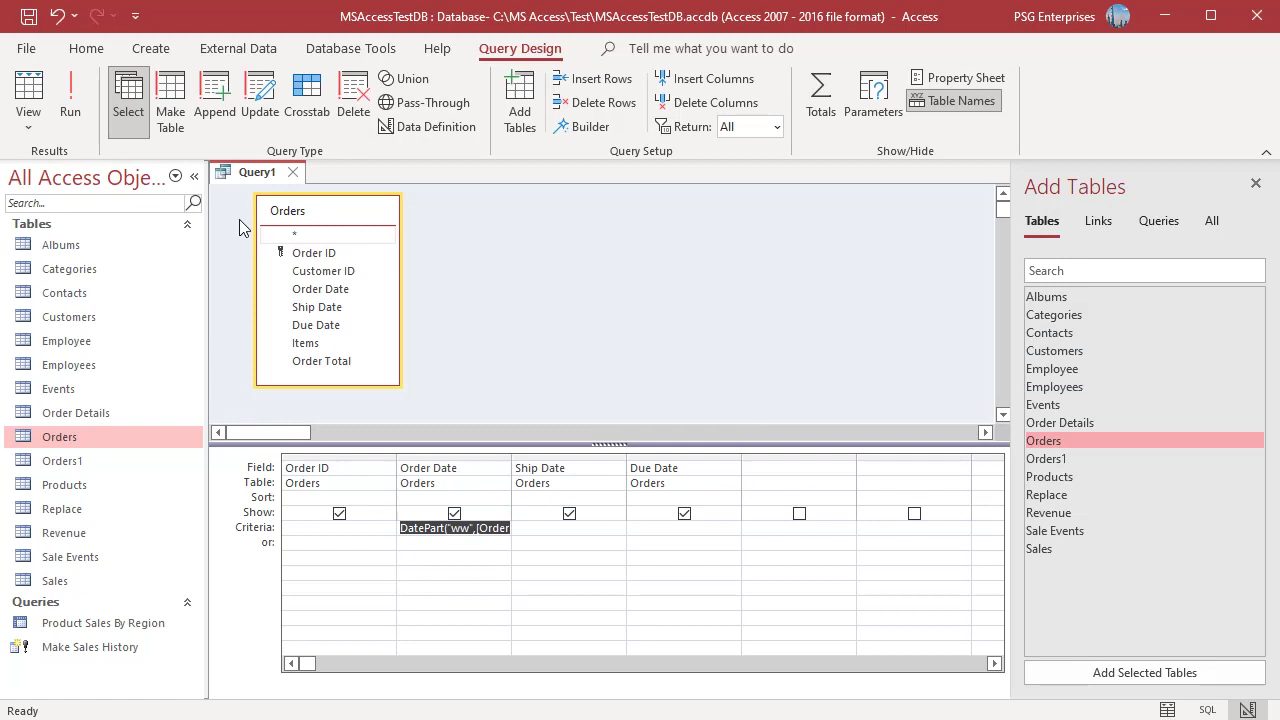 MSAccessTestDB : Database- C:\MS Access\Test\MSAccessTestDB.accdb (Access 2007 - 2016 file format) - Access
PSG Enterprises
File Home Create External Data Database Tools Help Query Design Tell me what you want to do
View
Run
Select
Make Table
Append
Update
Crosstab
Delete
Union
Pass-Through
Data Definition
Add Tables
Insert Rows
Delete Rows
Builder
Insert Columns
Delete Columns
Return: All
Totals
Parameters
Property Sheet
XYZ Table Names
Results
Query Type
Query Setup
Show/Hide
All Access Obje...
Search...
Tables
Albums
Categories
Contacts
Customers
Employee
Employees
Events
Order Details
Orders
Orders1
Products
Replace
Revenue
Sale Events
Sales
Queries
Product Sales By Region
Make Sales History
Query1
Orders
*
Order ID
Customer ID
Order Date
Ship Date
Due Date
Items
Order Total
Field: Order ID Order Date Ship Date Due Date
Table: Orders Orders Orders Orders
Sort:
Show:
Criteria: DatePart("ww",[Order
or:
Add Tables
Tables Links Queries All
Search
Albums
Categories
Contacts
Customers
Employee
Employees
Events
Order Details
Orders
Orders1
Products
Replace
Revenue
Sale Events
Sales
Add Selected Tables
Ready
SQL